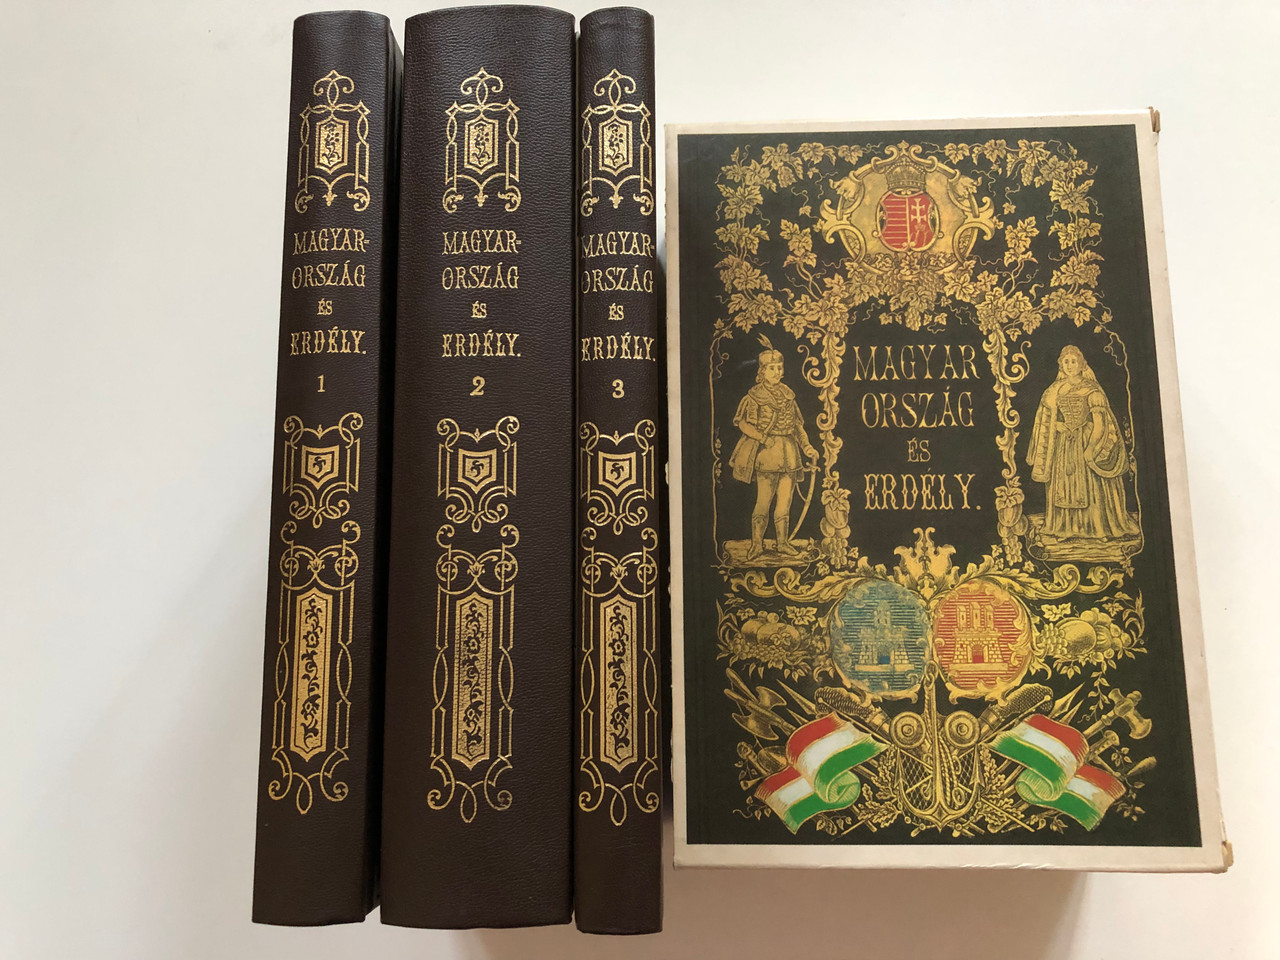 MAGYAR-
ORSZÁG
ÉS
ERDÉLY.
1
MAGYAR-
ORSZÁG
ÉS
ERDÉLY.
2
MAGYAR-
ORSZÁG
ÉS
ERDÉLY.
3
MAGYAR
ORSZÁG
ÉS
ERDÉLY.